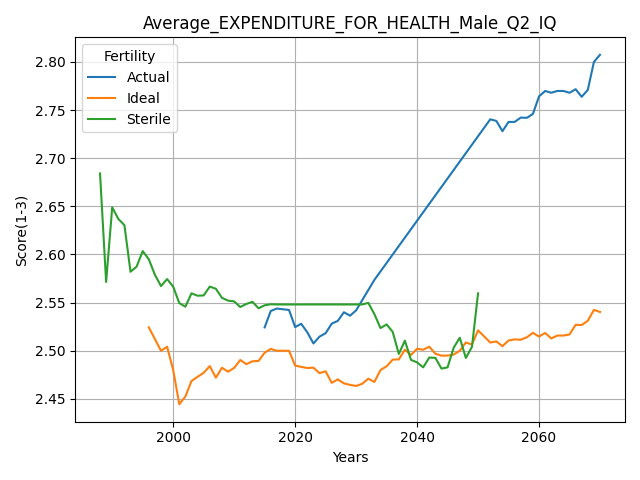 Average_EXPENDITURE_FOR_HEALTH_Male_Q2_IQ
Fertility
Actual
Ideal
Sterile
Score(1-3)
2.80
2.75
2.70
2.65
2.60
2.55
2.50
2.45
2000
2020
2040
2060
Years